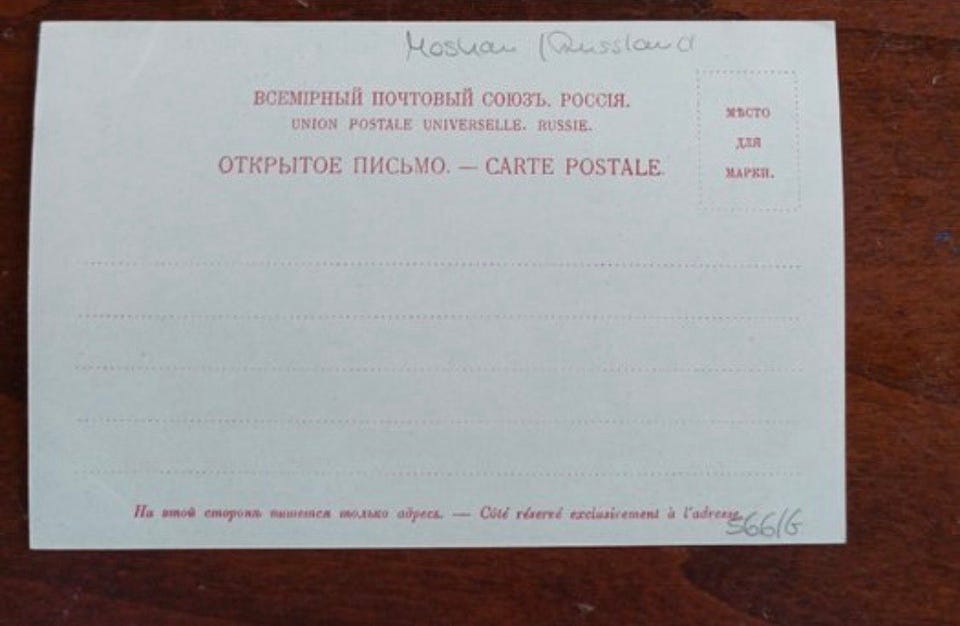 Moskau (Russland
ВСЕМІРНЫЙ ПОЧТОВЫЙ СОЮЗЪ. РОССІЯ.
UNION POSTALE UNIVERSELLE. RUSSIE.
ОТКРЫТОЕ ПИСЬМО. — CARTE POSTALE.
МѢСТО
ДЛЯ
МАРКИ.
На этой сторонѣ пишется только адресъ. — Côté réservé exclusivement à l'adresse.
566/G